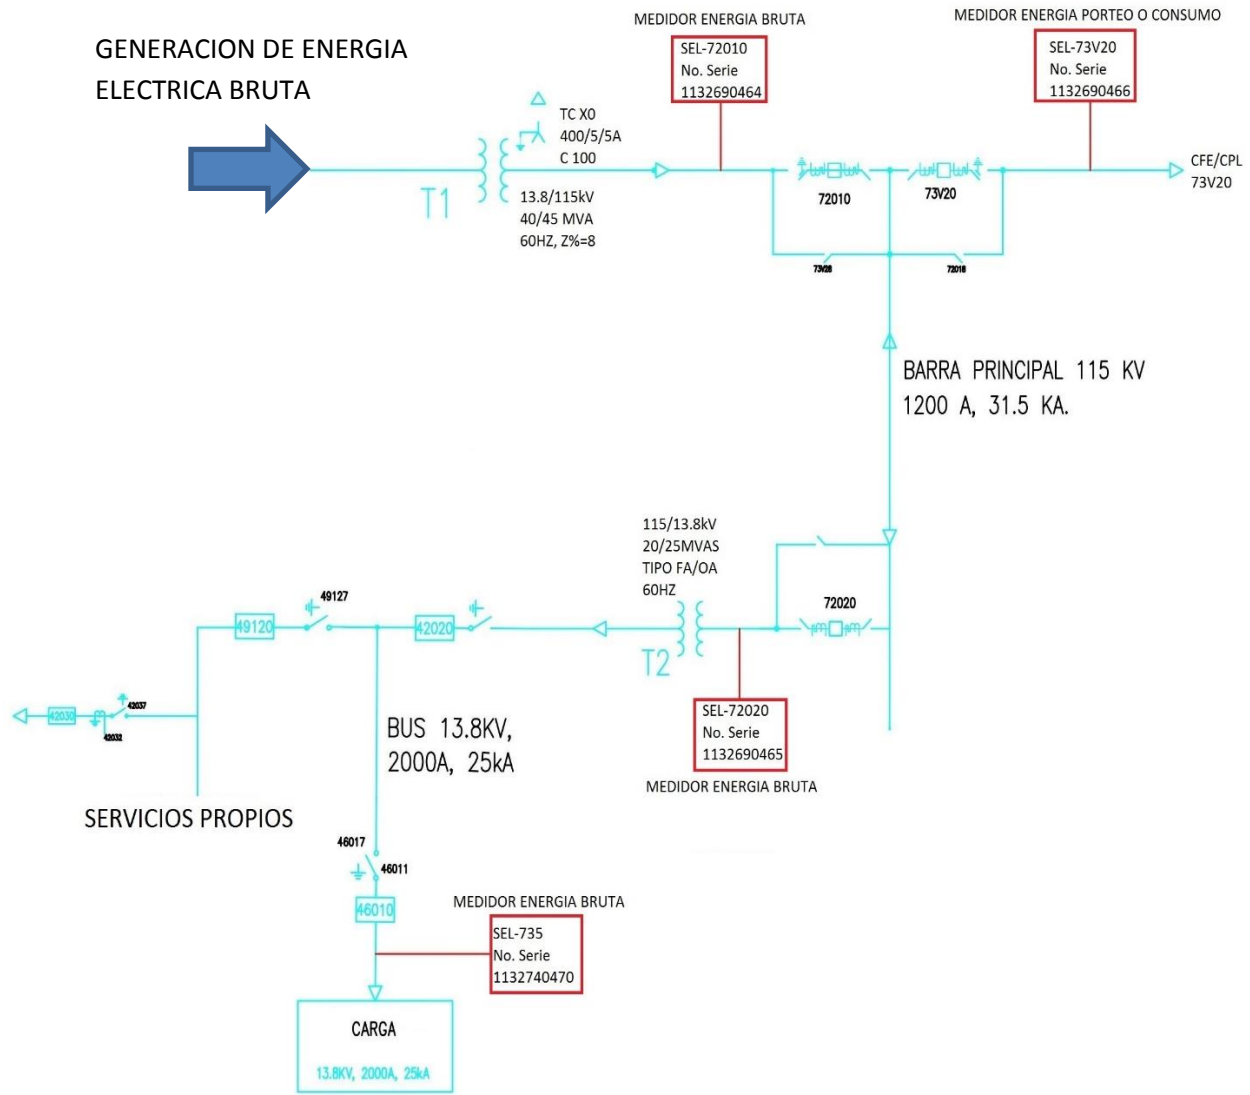 MEDIDOR ENERGIA BRUTA
MEDIDOR ENERGIA PORTEO O CONSUMO
GENERACION DE ENERGIA
ELECTRICA BRUTA
SEL-72010
No. Serie
1132690464
SEL-73V20
No. Serie
1132690466
TC X0
400/5/5A
C 100
T1
13.8/115kV
40/45 MVA
60HZ, Z%=8
72010
73V20
CFE/CPL
73V20
73V28
72018
BARRA PRINCIPAL 115 KV
1200 A, 31.5 KA.
115/13.8kV
20/25MVAS
TIPO FA/OA
60HZ
T2
72020
49127
49120
42020
SEL-72020
No. Serie
1132690465
MEDIDOR ENERGIA BRUTA
42037
42030
42032
BUS 13.8KV,
2000A, 25kA
SERVICIOS PROPIOS
46017
46011
46010
MEDIDOR ENERGIA BRUTA
SEL-735
No. Serie
1132740470
CARGA
13.8KV, 2000A, 25kA